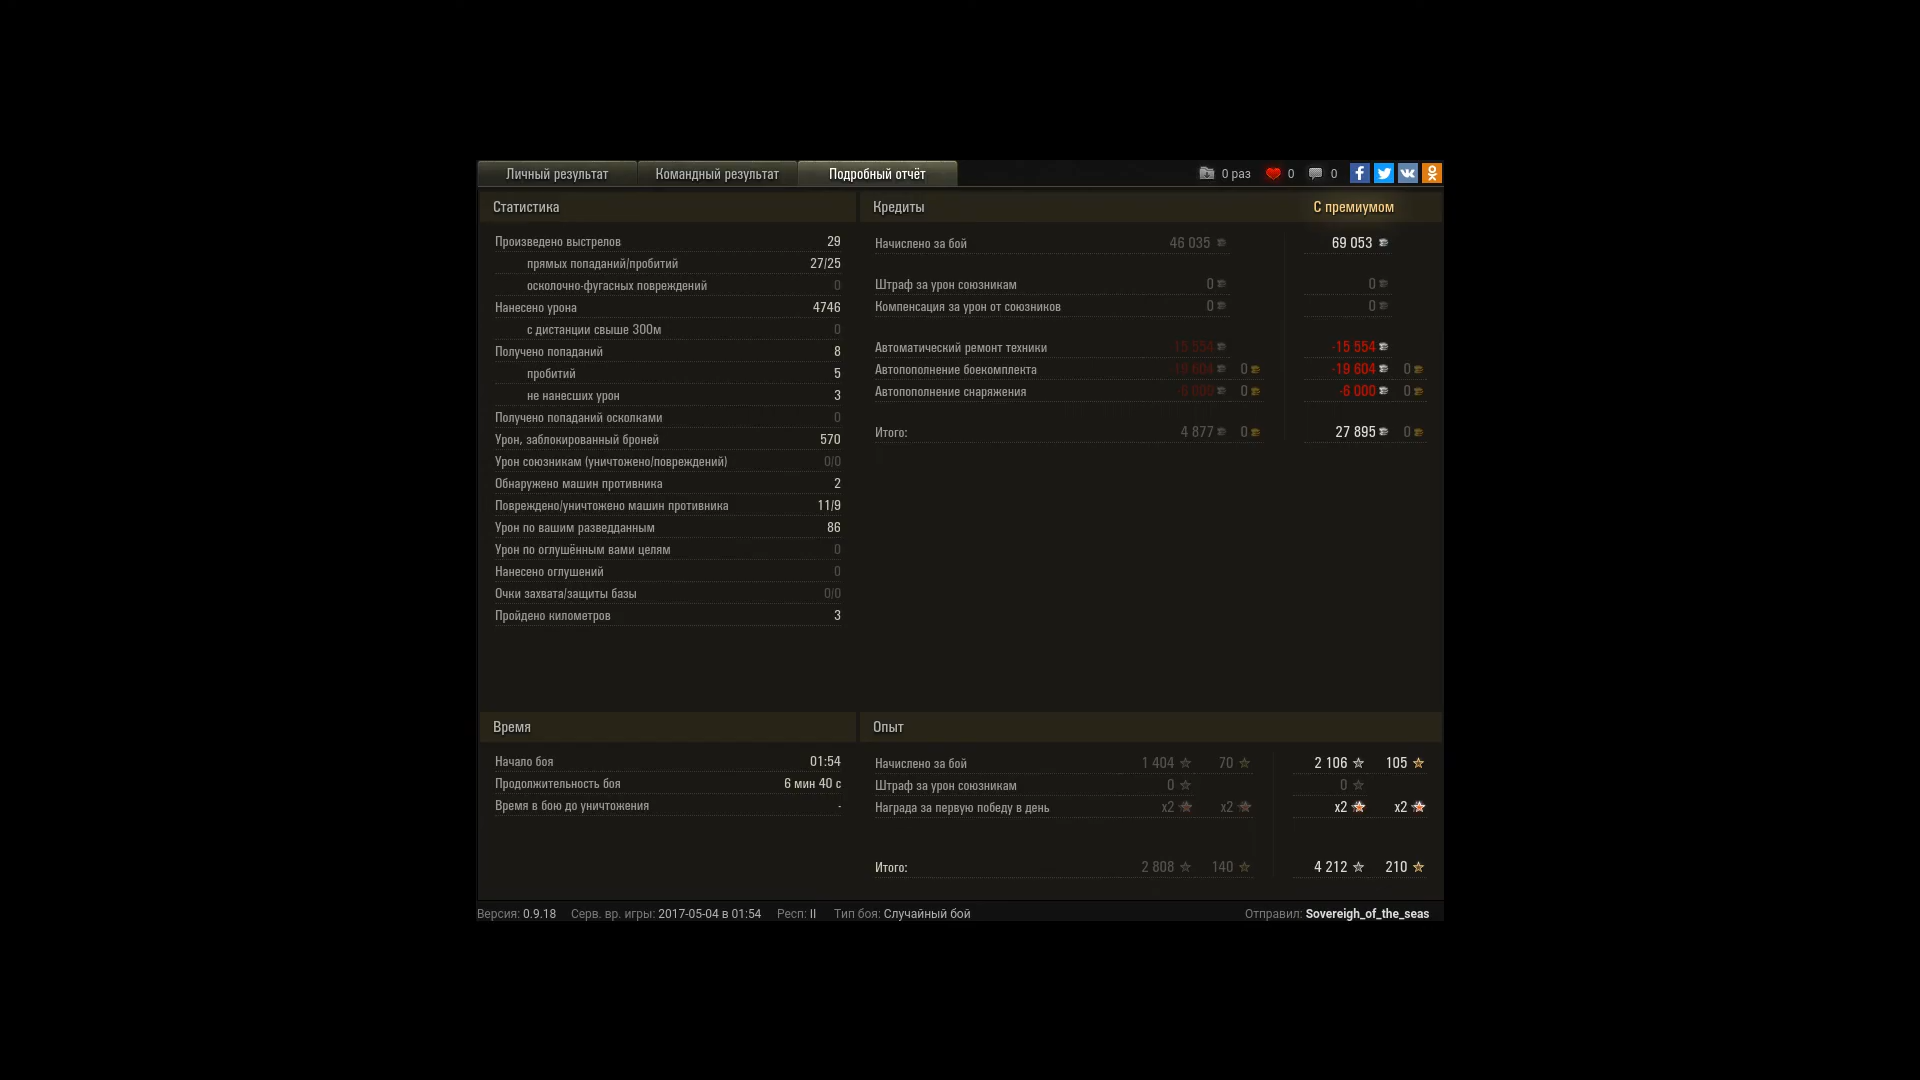 Личный результат Командный результат Подробный отчёт 0 раз 0 0
Статистика
Произведено выстрелов 29
прямых попаданий/пробитий 27/25
осколочно-фугасных повреждений 0
Нанесено урона 4746
с дистанции свыше 300м 0
Получено попаданий 8
пробитий 5
не нанесших урон 3
Получено попаданий осколками 0
Урон, заблокированный броней 570
Урон союзникам (уничтожено/повреждений) 0/0
Обнаружено машин противника 2
Повреждено/уничтожено машин противника 11/9
Урон по вашим разведданным 86
Урон по оглушённым вами целям 0
Нанесено оглушений 0
Очки захвата/защиты базы 0/0
Пройдено километров 3
Кредиты С премиумом
Начислено за бой 46 035 69 053
Штраф за урон союзникам 0 0
Компенсация за урон от союзников 0 0
Автоматический ремонт техники -15 554 -15 554
Автопополнение боекомплекта -19 604 0 -19 604 0
Автопополнение снаряжения -6 000 0 -6 000 0
Итого: 4 877 0 27 895 0
Время
Начало боя 01:54
Продолжительность боя 6 мин 40 с
Время в бою до уничтожения -
Опыт
Начислено за бой 1 404 70 2 106 105
Штраф за урон союзникам 0 0
Награда за первую победу в день x2 x2 x2 x2
Итого: 2 808 140 4 212 210
Версия: 0.9.18 Серв. вр. игры: 2017-05-04 в 01:54 Респ: II Тип боя: Случайный бой Отправил: Sovereigh_of_the_seas